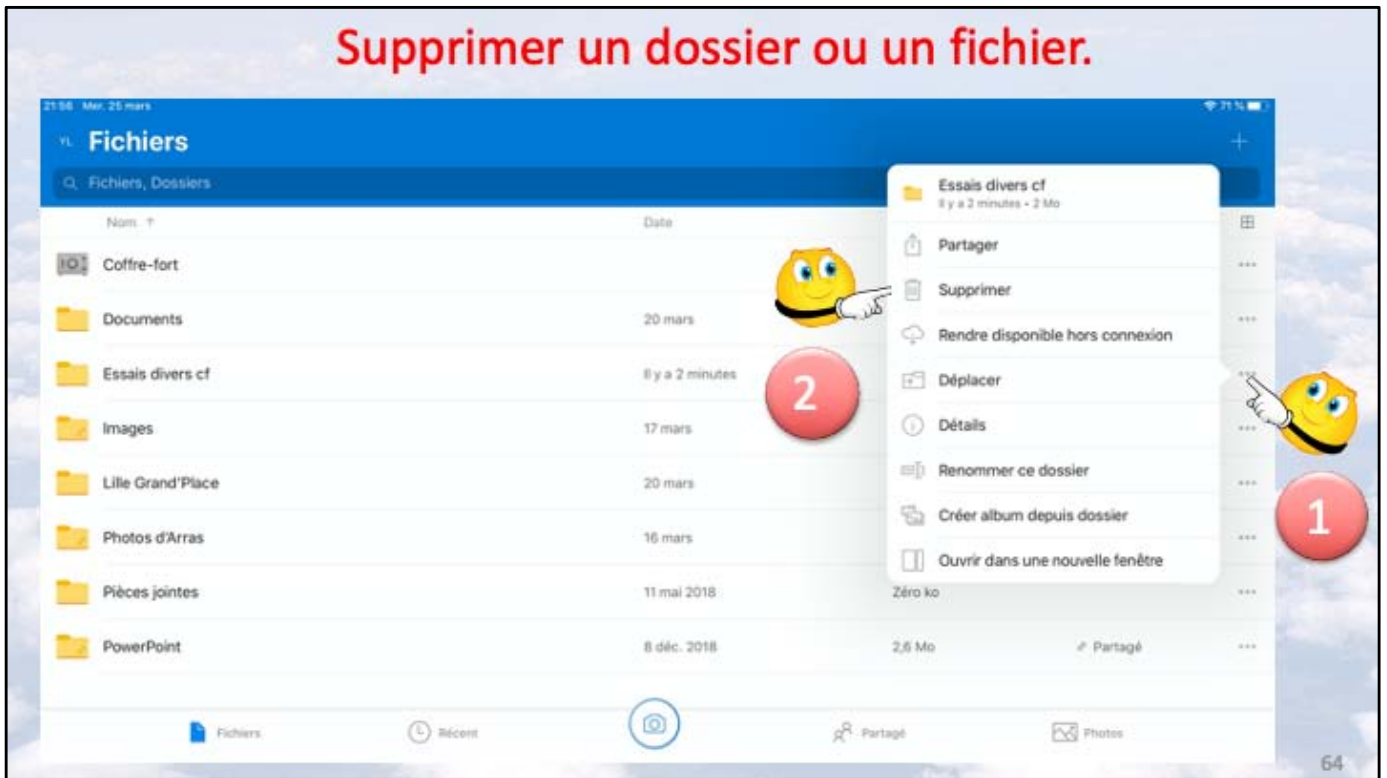 Supprimer un dossier ou un fichier.
21:56 Mer. 25 mars 71 %
YL Fichiers
Fichiers, Dossiers
Nom ↑ Date
Coffre-fort
Documents 20 mars
Essais divers cf Il y a 2 minutes
Images 17 mars
Lille Grand'Place 20 mars
Photos d'Arras 16 mars
Pièces jointes 11 mai 2018 Zéro ko
PowerPoint 8 déc. 2018 2,6 Mo Partagé
Essais divers cf
Il y a 2 minutes • 2 Mo
Partager
Supprimer
Rendre disponible hors connexion
Déplacer
Détails
Renommer ce dossier
Créer album depuis dossier
Ouvrir dans une nouvelle fenêtre
2
1
Fichiers Récent Partagé Photos
64